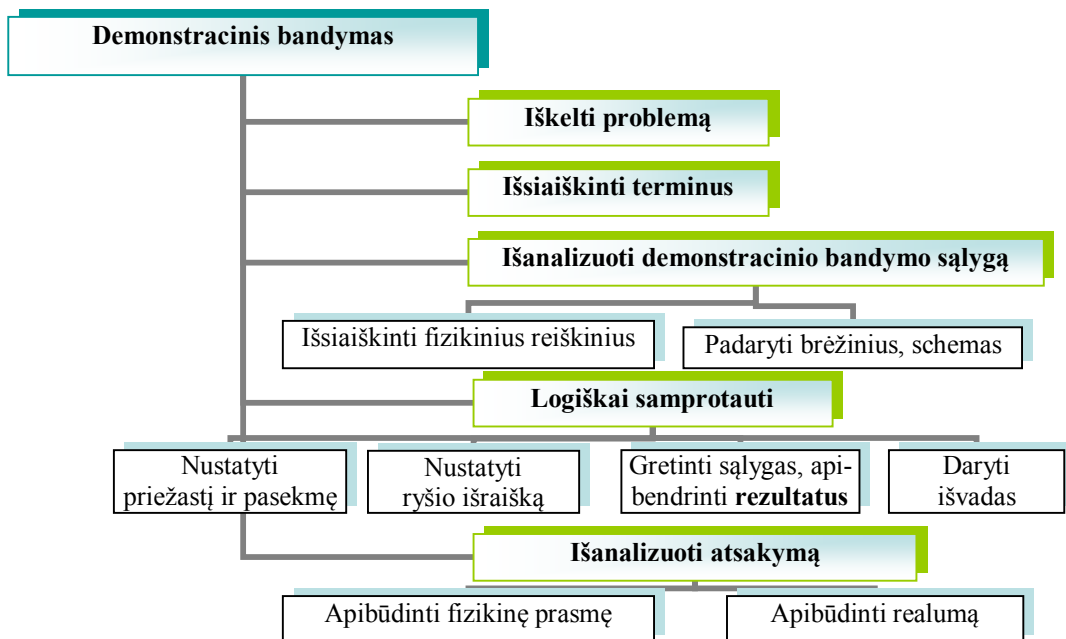 Demonstracinis bandymas
Iškelti problemą
Išsiaiškinti terminus
Išanalizuoti demonstracinio bandymo sąlygą
Išsiaiškinti fizikinius reiškinius
Padaryti brėžinius, schemas
Logiškai samprotauti
Nustatyti
priežastį ir pasekmę
Nustatyti
ryšio išraišką
Gretinti sąlygas, api-
bendrinti rezultatus
Daryti
išvadas
Išanalizuoti atsakymą
Apibūdinti fizikinę prasmę
Apibūdinti realumą